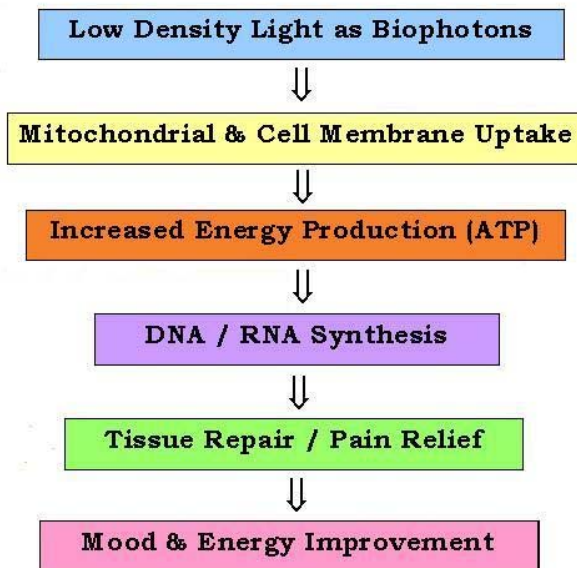 Low Density Light as Biophotons
Mitochondrial & Cell Membrane Uptake
Increased Energy Production (ATP)
DNA / RNA Synthesis
Tissue Repair / Pain Relief
Mood & Energy Improvement